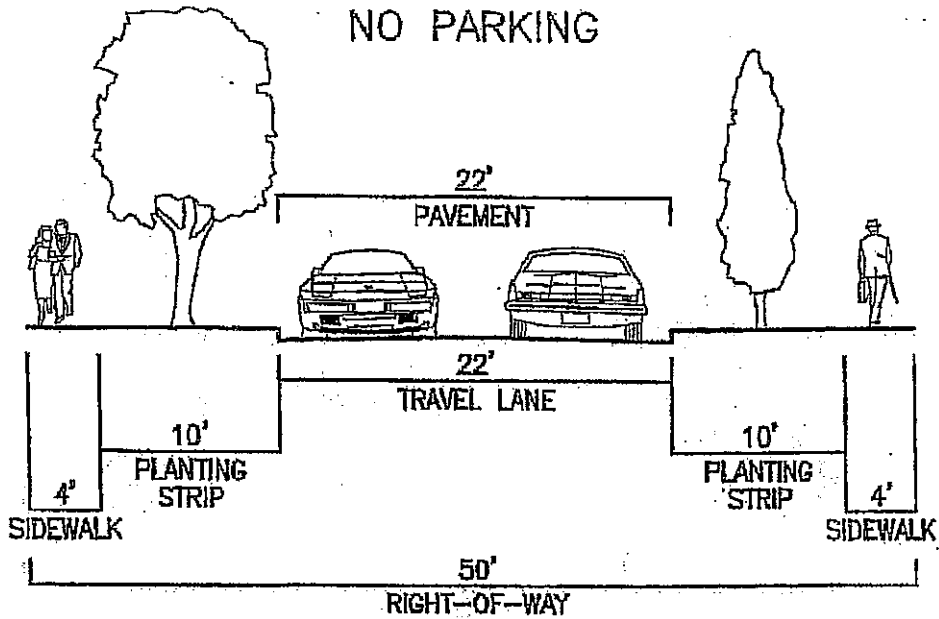 NO PARKING
22'
PAVEMENT
22'
TRAVEL LANE
10'
PLANTING
STRIP
10'
PLANTING
STRIP
4'
SIDEWALK
4'
SIDEWALK
50'
RIGHT-OF-WAY